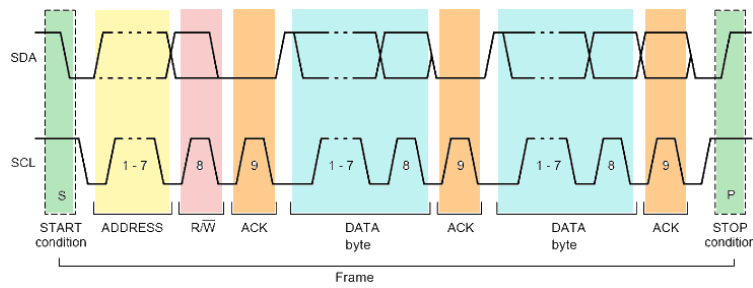 SDA
SCL
1 - 7
8
9
1 - 7
8
9
1 - 7
8
9
S
P
START
condition
ADDRESS
R/W̅
ACK
DATA
byte
ACK
DATA
byte
ACK
STOP
condition
Frame